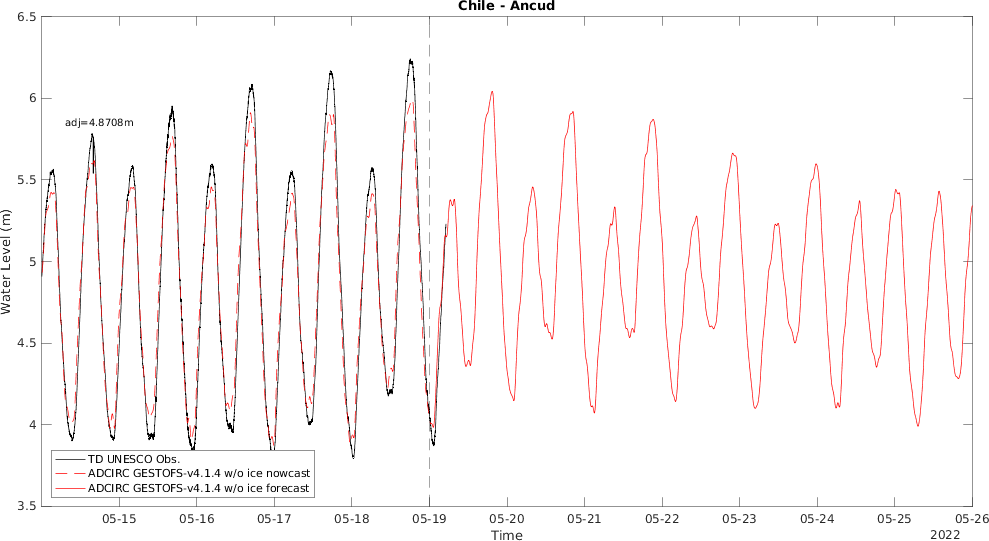 Chile - Ancud
6.5
6
5.5
5
4.5
4
3.5
Water Level (m)
adj=4.8708m
TD UNESCO Obs.
ADCIRC GESTOFS-v4.1.4 w/o ice nowcast
ADCIRC GESTOFS-v4.1.4 w/o ice forecast
05-15 05-16 05-17 05-18 05-19 05-20 05-21 05-22 05-23 05-24 05-25 05-26
Time
2022